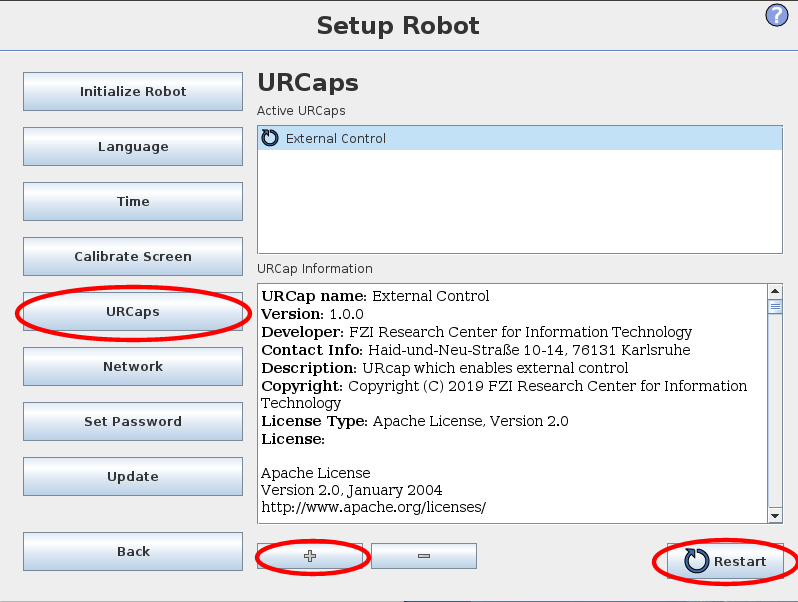 Setup Robot
?
Initialize Robot
Language
Time
Calibrate Screen
URCaps
Network
Set Password
Update
Back
URCaps
Active URCaps
External Control
URCap Information
URCap name: External Control
Version: 1.0.0
Developer: FZI Research Center for Information Technology
Contact Info: Haid-und-Neu-Straße 10-14, 76131 Karlsruhe
Description: URcap which enables external control
Copyright: Copyright (C) 2019 FZI Research Center for Information
Technology
License Type: Apache License, Version 2.0
License:
Apache License
Version 2.0, January 2004
http://www.apache.org/licenses/
+
-
Restart